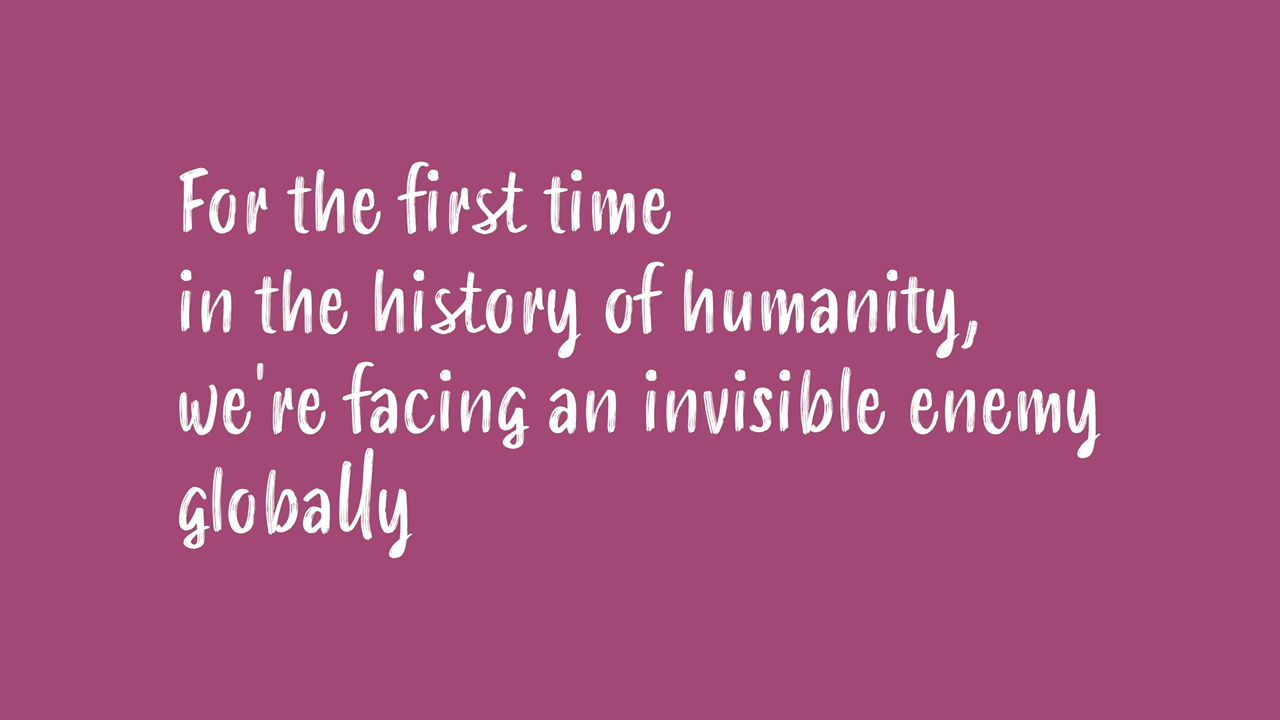 For the first time
in the history of humanity,
we're facing an invisible enemy
globally